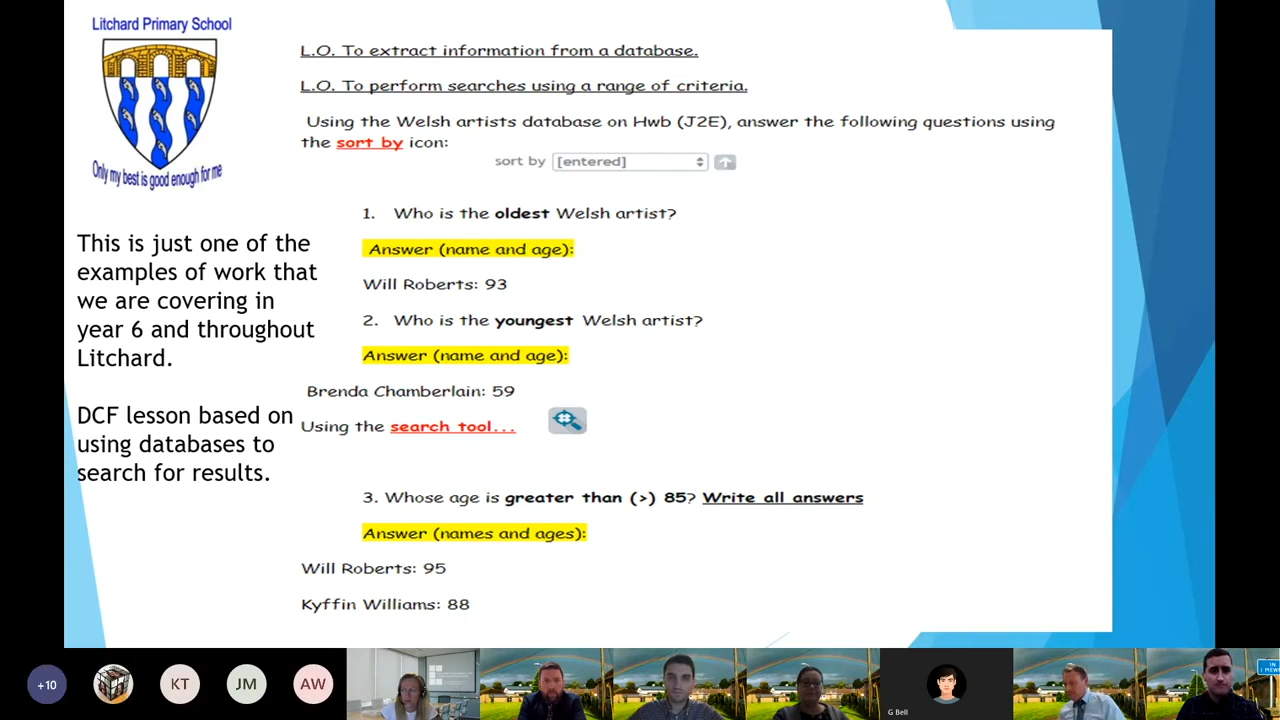 Litchard Primary School
Only my best is good enough for me
This is just one of the
examples of work that
we are covering in
year 6 and throughout
Litchard.
DCF lesson based on
using databases to
search for results.
L.O. To extract information from a database.
L.O. To perform searches using a range of criteria.
Using the Welsh artists database on Hwb (J2E), answer the following questions using
the sort by icon:
sort by [entered]
1. Who is the oldest Welsh artist?
Answer (name and age):
Will Roberts: 93
2. Who is the youngest Welsh artist?
Answer (name and age):
Brenda Chamberlain: 59
Using the search tool...
3. Whose age is greater than (>) 85? Write all answers
Answer (names and ages):
Will Roberts: 95
Kyffin Williams: 88
+10
KT
JM
AW
G Bell
IN